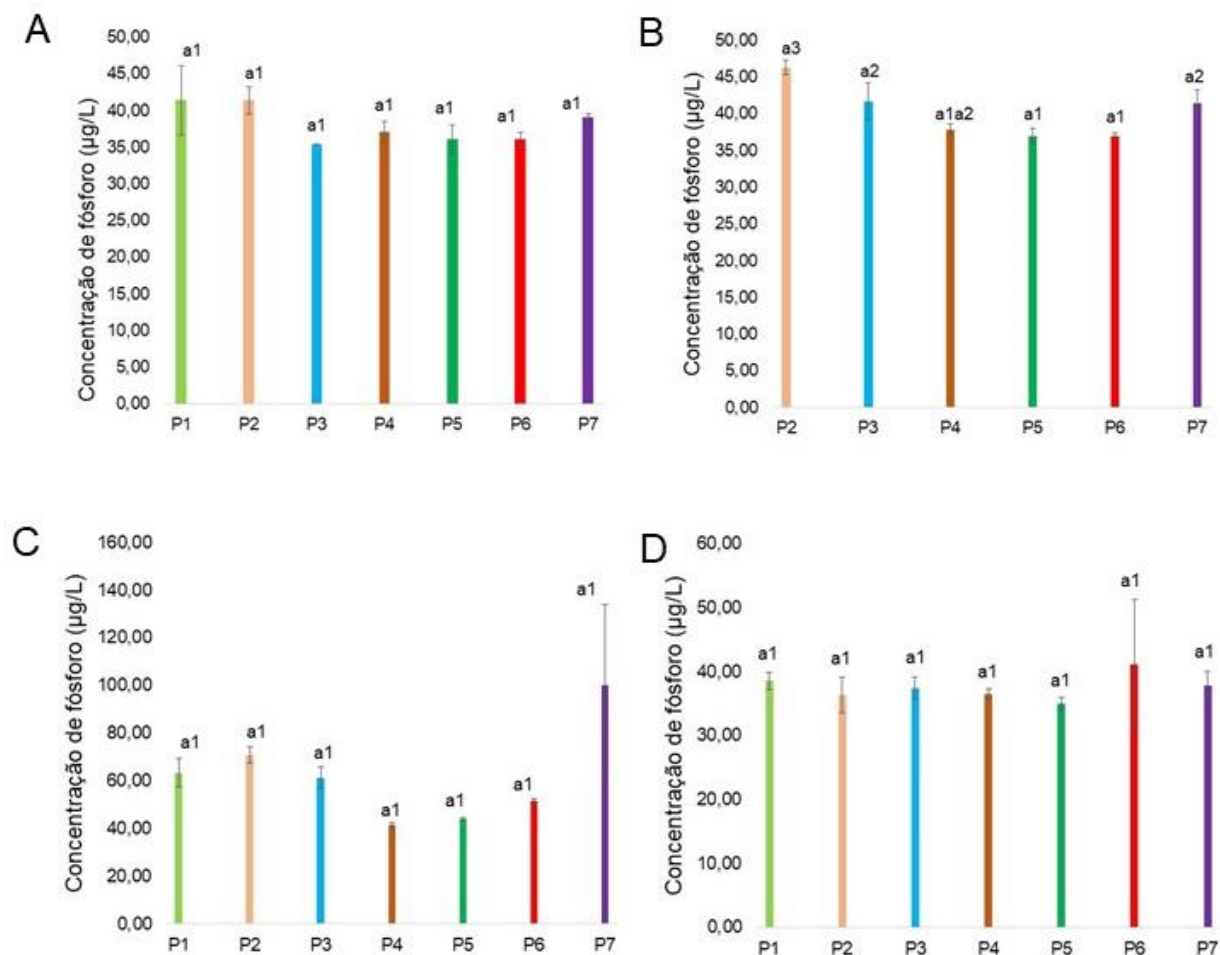 A
Concentração de fósforo (µg/L)
50,00
45,00
40,00
35,00
30,00
25,00
20,00
15,00
10,00
5,00
0,00
a1
a1
a1
a1
a1
a1
a1
P1 P2 P3 P4 P5 P6 P7
B
Concentração de fósforo (µg/L)
50,00
45,00
40,00
35,00
30,00
25,00
20,00
15,00
10,00
5,00
0,00
a3
a2
a1a2
a1
a1
a2
P2 P3 P4 P5 P6 P7
C
Concentração de fósforo (µg/L)
160,00
140,00
120,00
100,00
80,00
60,00
40,00
20,00
0,00
a1
a1
a1
a1
a1
a1
a1
P1 P2 P3 P4 P5 P6 P7
D
Concentração de fósforo (µg/L)
60,00
50,00
40,00
30,00
20,00
10,00
0,00
a1
a1
a1
a1
a1
a1
a1
P1 P2 P3 P4 P5 P6 P7